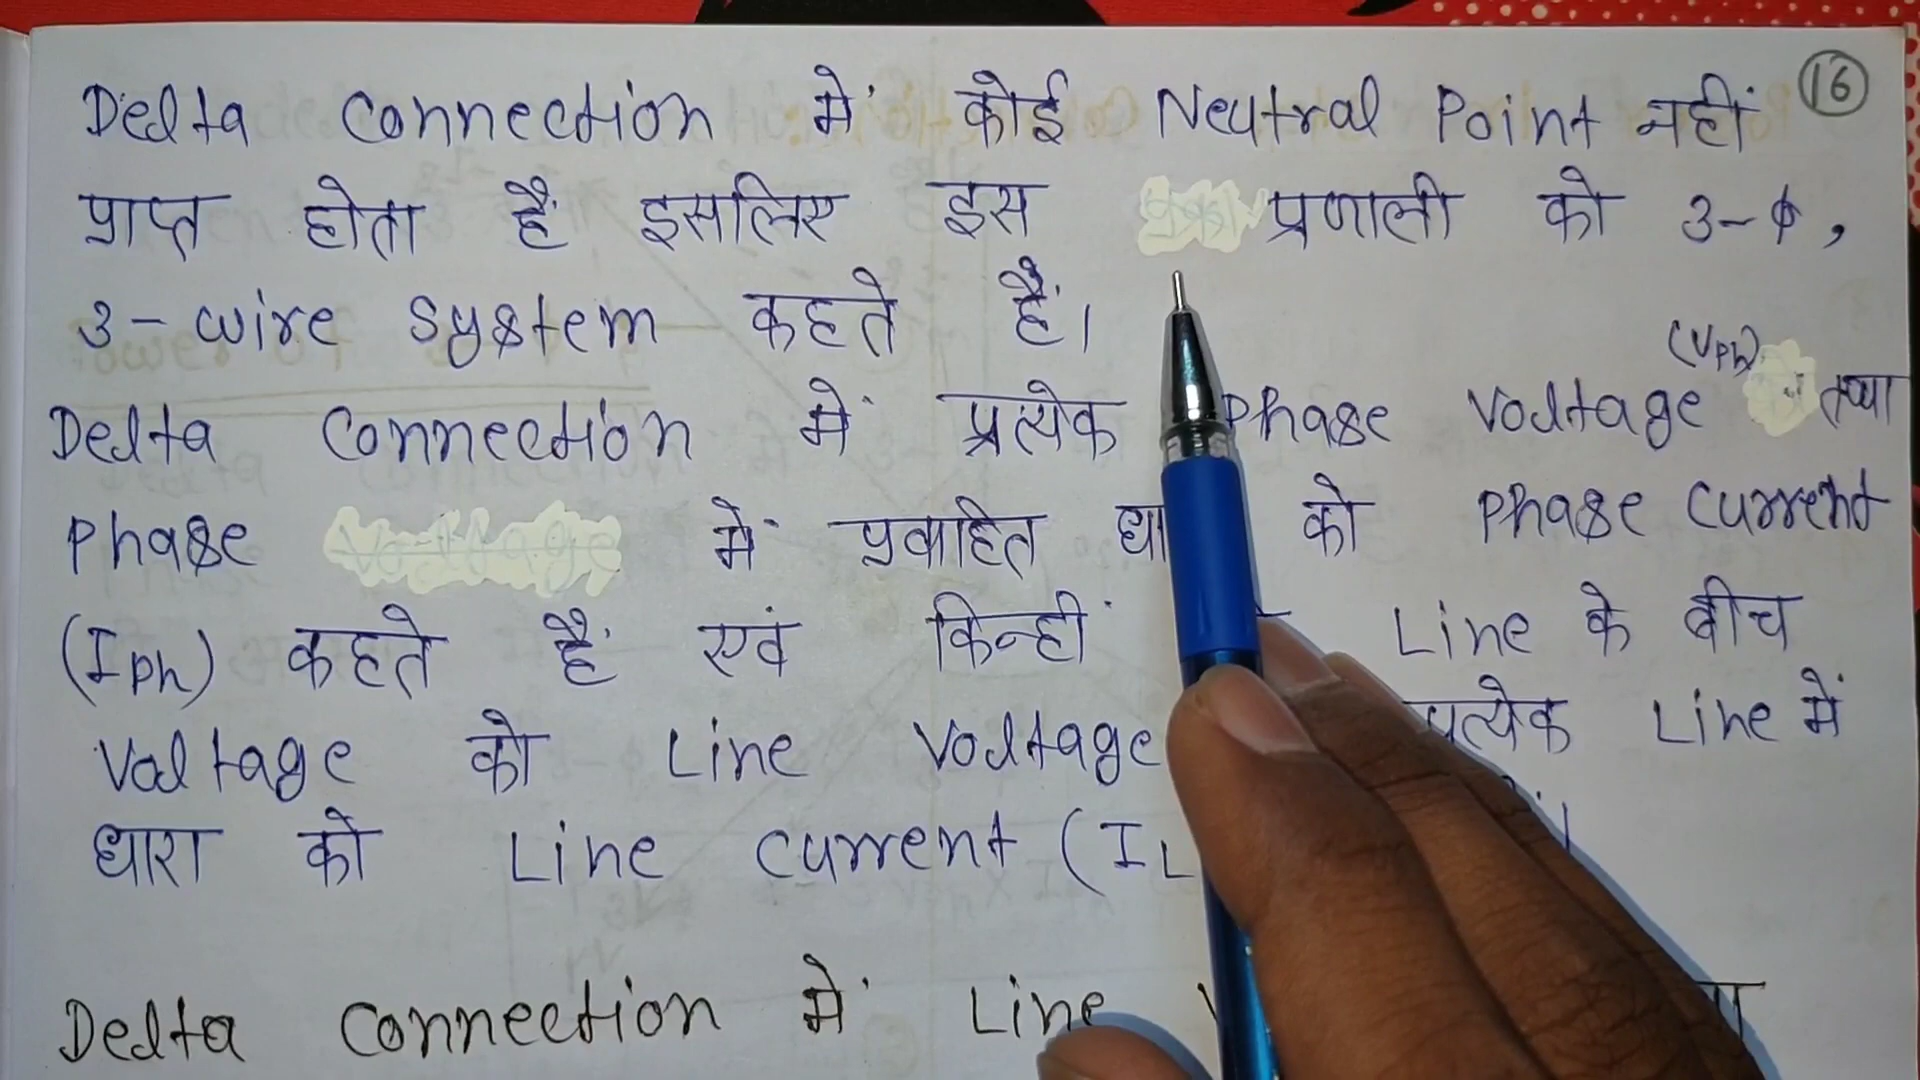 16
Delta Connection में कोई Neutral Point नहीं
प्राप्त होता है इसलिए इस प्रणाली को 3-ϕ,
3-wire System कहते हैं।
(Vph)
Delta Connection में प्रत्येक Phase Voltage तथा
Phase में प्रवाहित को Phase Current
(Iph) कहते हैं एवं किन्हीं Line के बीच
Voltage को Line Voltage प्रत्येक Line में
धारा को Line Current (IL
Delta Connection में Line